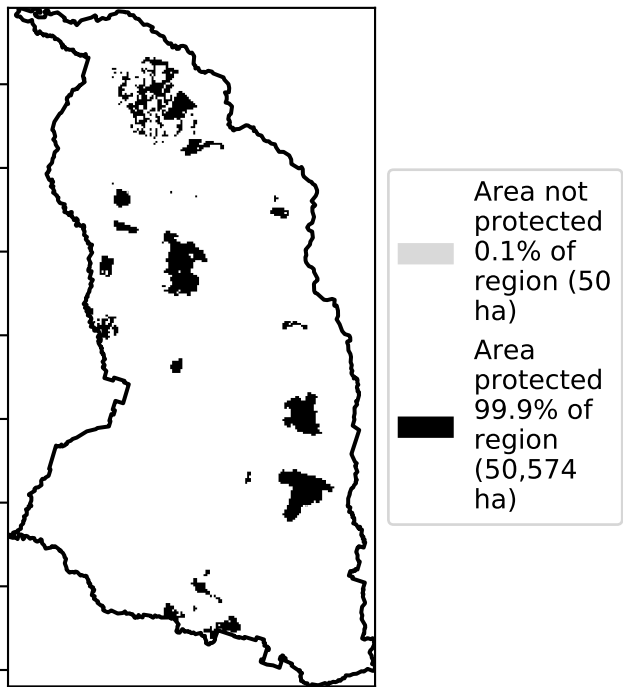 Area not
protected
0.1% of
region (50
ha)
Area
protected
99.9% of
region
(50,574
ha)